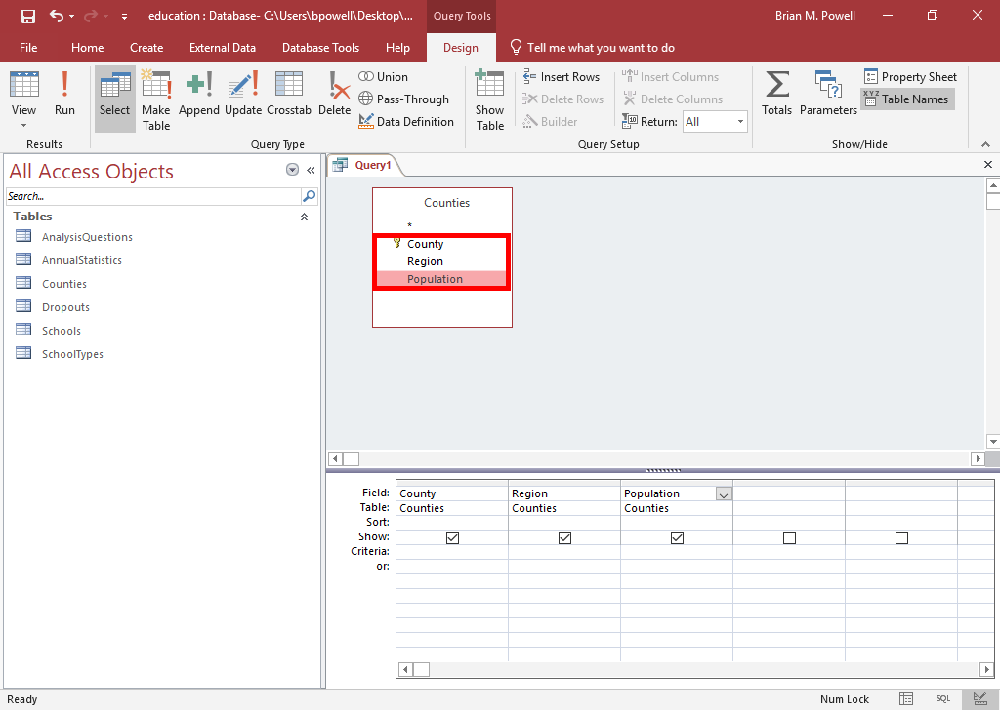 education : Database- C:\Users\bpowell\Desktop\... Query Tools Brian M. Powell
File Home Create External Data Database Tools Help Design Tell me what you want to do
View Run Select Make Table Append Update Crosstab Delete
Union
Pass-Through
Data Definition
Show Table
Insert Rows
Delete Rows
Builder
Insert Columns
Delete Columns
Return: All
Totals Parameters
Property Sheet
XYZ Table Names
Results Query Type Query Setup Show/Hide
All Access Objects
Search...
Tables
AnalysisQuestions
AnnualStatistics
Counties
Dropouts
Schools
SchoolTypes
Query1
Counties
*
County
Region
Population
Field: County Region Population
Table: Counties Counties Counties
Sort:
Show:
Criteria:
or:
Ready Num Lock SQL